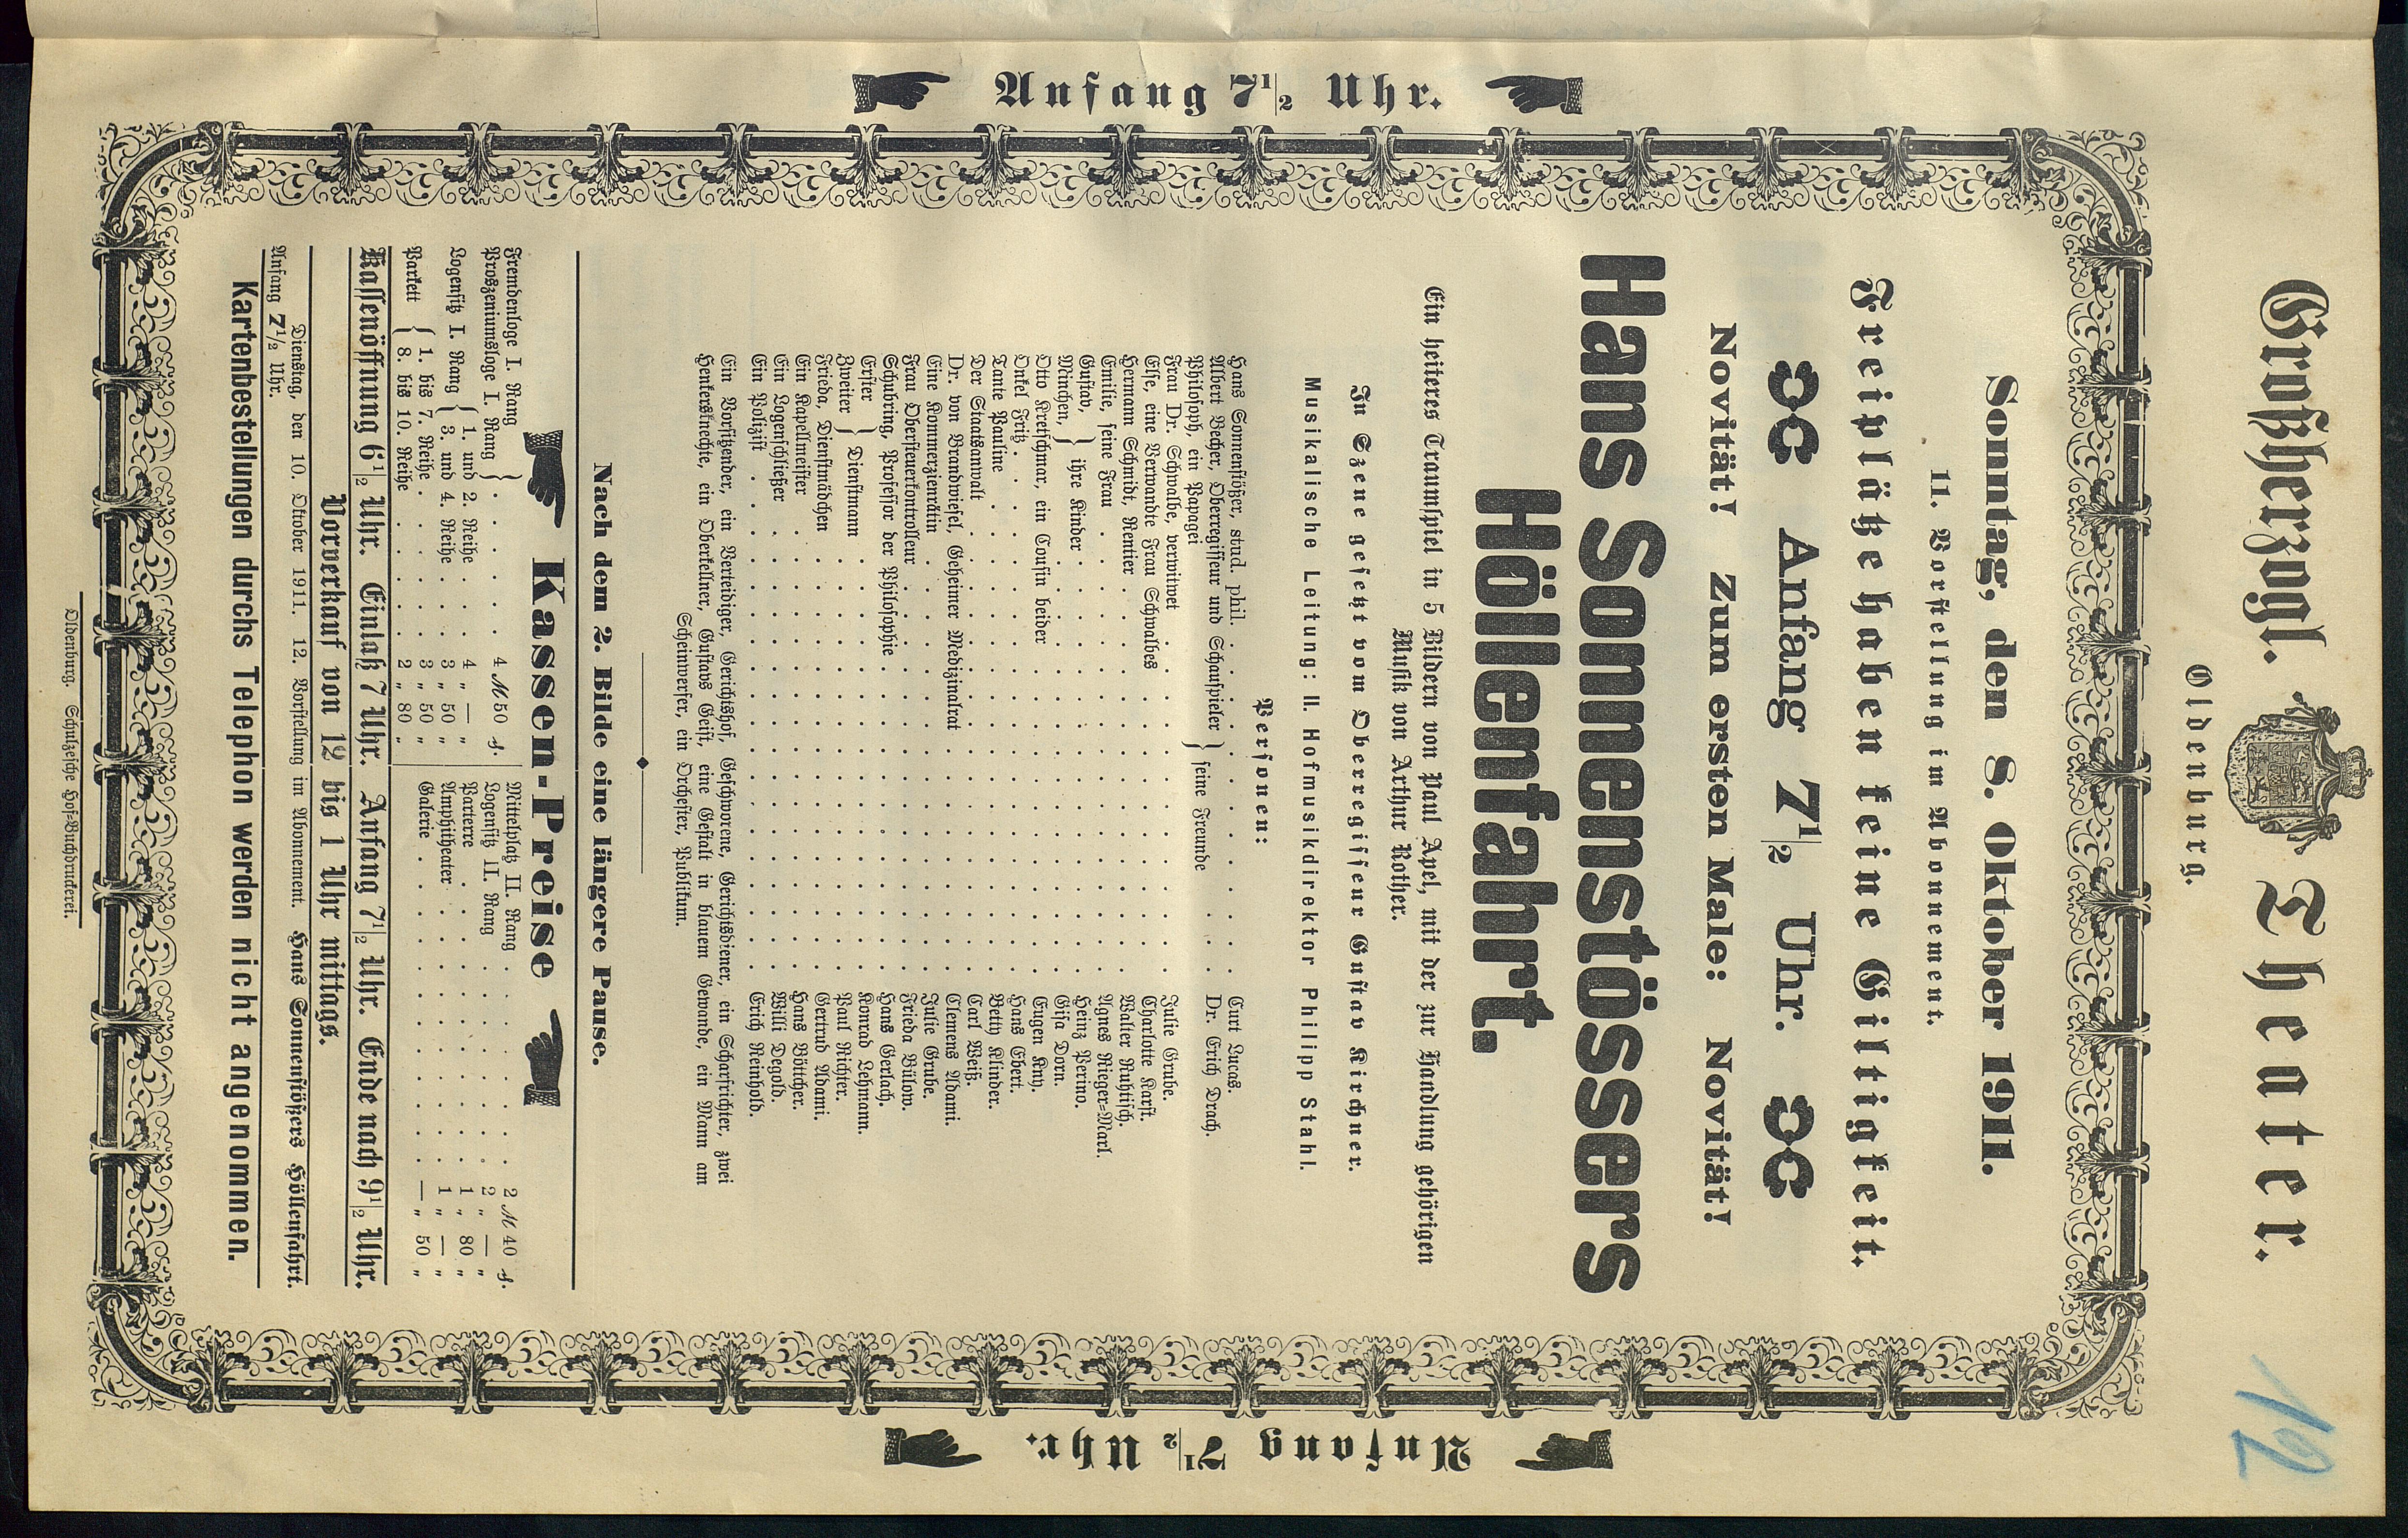 Großherzogl. Theater.
Oldenburg.
12
Sonntag, den 8. Oktober 1911.
11. Vorstellung im Abonnement.
Freiplätze haben keine Giltigkeit.
Anfang 7½ Uhr.
Novität! Zum ersten Male: Novität!
Hans Sonnenstössers
Höllenfahrt.
Ein heiteres Traumspiel in 5 Bildern von Paul Apel, mit der zur Handlung gehörigen
Musik von Arthur Rother.
In Szene gesetzt vom Oberregisseur Gustav Kirchner.
Musikalische Leitung: II. Hofmusikdirektor Philipp Stahl.
Personen:
Hans Sonnenstößer, stud. phil. . . . Curt Lucas.
Albert Becher, Oberregisseur und Schauspieler } seine Freunde . . . Dr. Erich Drach.
Philosoph, ein Papagei
Frau Dr. Schwalbe, verwitwet . . . Julie Grube.
Else, eine Verwandte Frau Schwalbes . . . Charlotte Karst.
Hermann Schmidt, Rentier . . . Walter Ruhtisch.
Emilie, seine Frau . . . Agnes Rieger-Marl.
Gustav, } ihre Kinder . . . Heinz Perino.
Minchen, . . . Gisa Dorn.
Otto Kretschmar, ein Cousin beider . . . Eugen Kny.
Onkel Fritz . . . Hans Ebert.
Tante Pauline . . . Betty Klinder.
Der Staatsanwalt . . . Carl Weiß.
Dr. von Brandwiesel, Geheimer Medizinalrat . . . Clemens Adami.
Eine Kommerzienrätin . . . Julie Grube.
Frau Obersteuerkontrolleur . . . Frieda Bülow.
Schnbring, Professor der Philosophie . . . Hans Gerlach.
Erster } Dienstmann . . . Konrad Lehmann.
Zweiter . . . Paul Richter.
Frieda, Dienstmädchen . . . Gertrud Adami.
Ein Kapellmeister . . . Hans Böttcher.
Ein Logenschließer . . . Willi Degold.
Ein Polizist . . . Erich Reinhold.
Ein Vorsitzender, ein Verteidiger, Gerichtshof, Geschworene, Gerichtsdiener, ein Scharfrichter, zwei
Henkersknechte, ein Oberkellner, Gustavs Geist, eine Gestalt in blauem Gewande, ein Mann am
Scheinwerfer, ein Orchester, Publikum.
Nach dem 2. Bilde eine längere Pause.
Kassen-Preise
Fremdenloge I. Rang
Proszeniumsloge I. Rang } . . . 4 M 50 ₰.
Logensitz I. Rang { 1. und 2. Reihe . . . 4 „ — „
3. und 4. Reihe . . . 3 „ 50 „
Parkett { 1. bis 7. Reihe . . . 3 „ 50 „
8. bis 10. Reihe . . . 2 „ 80 „
Mittelplatz II. Rang . . . 2 M 40 ₰.
Logensitz II. Rang . . . 2 „ — „
Parterre . . . 1 „ 80 „
Amphitheater . . . 1 „ — „
Galerie . . . — „ 50 „
Kassenöffnung 6½ Uhr. Einlaß 7 Uhr. Anfang 7½ Uhr. Ende nach 9½ Uhr.
Vorverkauf von 12 bis 1 Uhr mittags.
Dienstag, den 10. Oktober 1911. 12. Vorstellung im Abonnement. Hans Sonnenstößers Höllenfahrt.
Anfang 7½ Uhr.
Kartenbestellungen durchs Telephon werden nicht angenommen.
Oldenburg. Schulzesche Hof-Buchdruckerei.
Anfang 7½ Uhr.
Anfang 7½ Uhr.